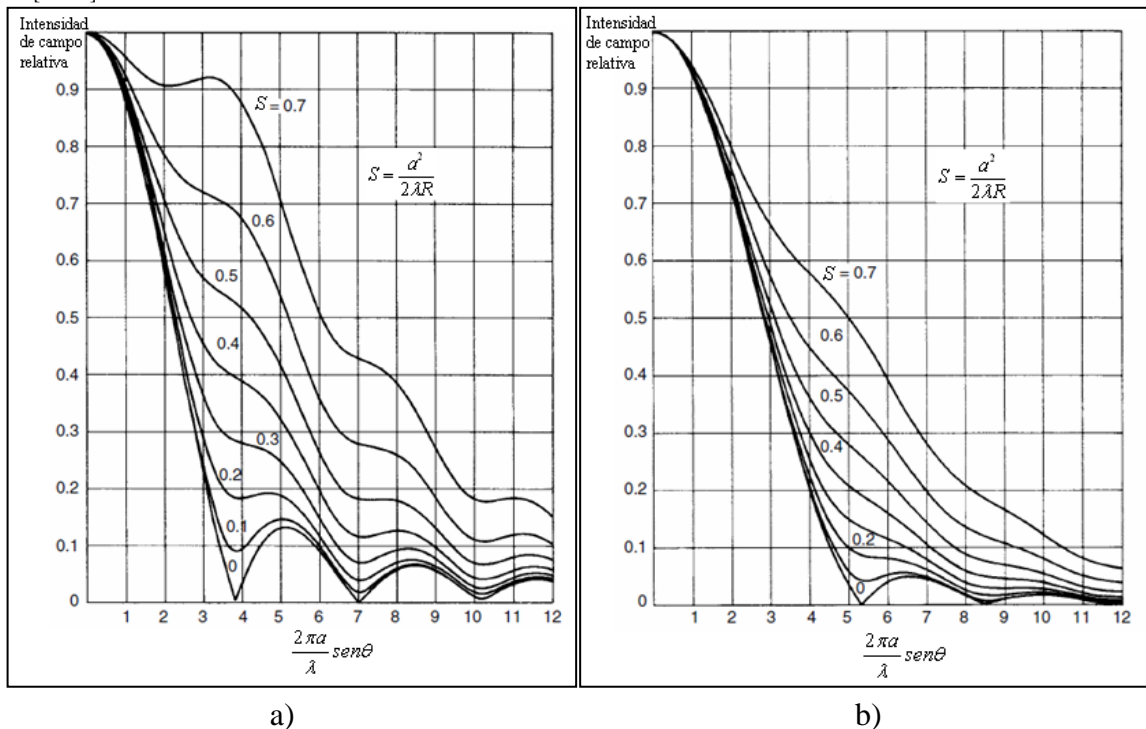 Intensidad
de campo
relativa
0.9
0.8
0.7
0.6
0.5
0.4
0.3
0.2
0.1
0
S = 0.7
S = a² / 2λR
0.6
0.5
0.4
0.3
0.2
0.1
0
1 2 3 4 5 6 7 8 9 10 11 12
2πa / λ senθ
a)
Intensidad
de campo
relativa
0.9
0.8
0.7
0.6
0.5
0.4
0.3
0.2
0.1
0
S = a² / 2λR
S = 0.7
0.6
0.5
0.4
0.2
0
1 2 3 4 5 6 7 8 9 10 11 12
2πa / λ senθ
b)